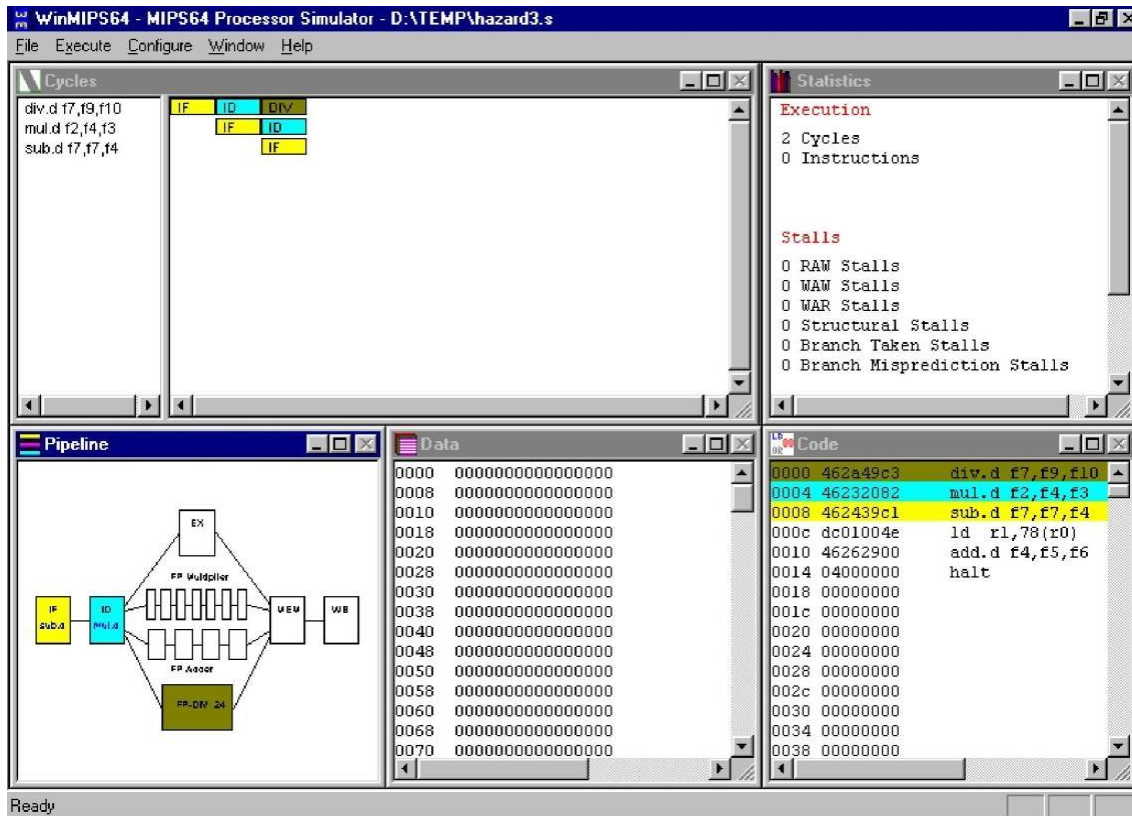 WinMIPS64 - MIPS64 Processor Simulator - D:\TEMP\hazard3.s
File Execute Configure Window Help
Cycles
div.d f7,f9,f10
mul.d f2,f4,f3
sub.d f7,f7,f4
IF ID DIV
IF ID
IF
Statistics
Execution
2 Cycles
0 Instructions
Stalls
0 RAW Stalls
0 WAW Stalls
0 WAR Stalls
0 Structural Stalls
0 Branch Taken Stalls
0 Branch Misprediction Stalls
Pipeline
EX
FP Multiplier
IF
sub.d
ID
mul.d
MEM
WB
FP Adder
FP-DIV 24
Data
0000 0000000000000000
0008 0000000000000000
0010 0000000000000000
0018 0000000000000000
0020 0000000000000000
0028 0000000000000000
0030 0000000000000000
0038 0000000000000000
0040 0000000000000000
0048 0000000000000000
0050 0000000000000000
0058 0000000000000000
0060 0000000000000000
0068 0000000000000000
0070 0000000000000000
Code
0000 462a49c3 div.d f7,f9,f10
0004 46232082 mul.d f2,f4,f3
0008 462439c1 sub.d f7,f7,f4
000c dc01004e ld r1,78(r0)
0010 46262900 add.d f4,f5,f6
0014 04000000 halt
0018 00000000
001c 00000000
0020 00000000
0024 00000000
0028 00000000
002c 00000000
0030 00000000
0034 00000000
0038 00000000
Ready